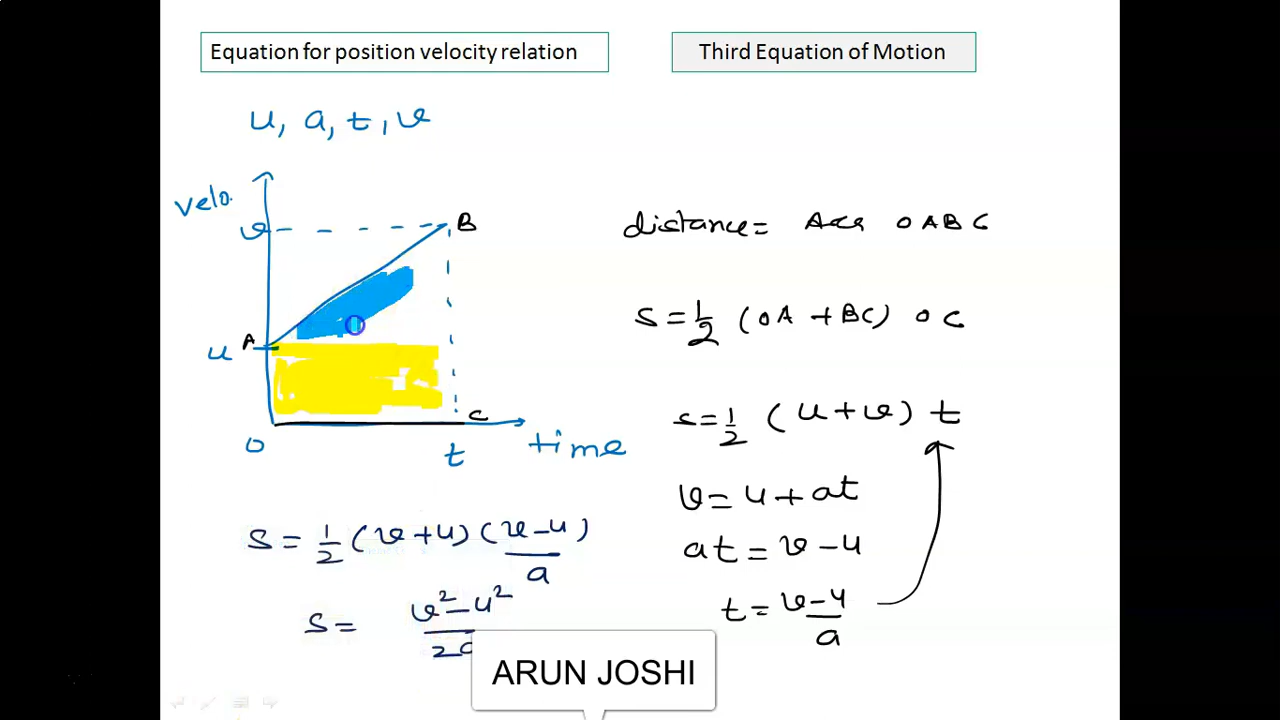 Equation for position velocity relation
Third Equation of Motion
u, a, t, v
velo.
v
B
A
u
C
O
t
time
distance = Area OABC
S = 1/2 (OA + BC) OC
s = 1/2 (u + v) t
v = u + at
at = v - u
t = v - u / a
S = 1/2 (v + u) (v - u / a)
S = v² - u² / 2a
ARUN JOSHI